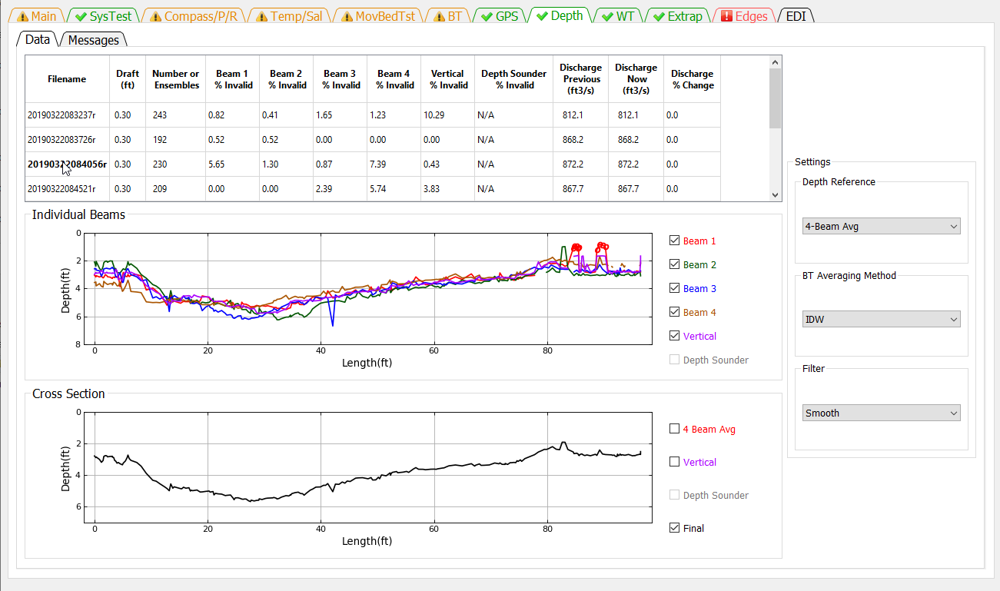 Main SysTest Compass/P/R Temp/Sal MovBedTst BT GPS Depth WT Extrap Edges EDI
Data Messages
Filename Draft (ft) Number or Ensembles Beam 1 % Invalid Beam 2 % Invalid Beam 3 % Invalid Beam 4 % Invalid Vertical % Invalid Depth Sounder % Invalid Discharge Previous (ft3/s) Discharge Now (ft3/s) Discharge % Change
20190322083237r 0.30 243 0.82 0.41 1.65 1.23 10.29 N/A 812.1 812.1 0.0
20190322083726r 0.30 192 0.52 0.52 0.00 0.00 0.00 N/A 868.2 868.2 0.0
20190322084056r 0.30 230 5.65 1.30 0.87 7.39 0.43 N/A 872.2 872.2 0.0
20190322084521r 0.30 209 0.00 0.00 2.39 5.74 3.83 N/A 867.7 867.7 0.0
Settings
Depth Reference
4-Beam Avg
BT Averaging Method
IDW
Filter
Smooth
Individual Beams
Depth(ft)
0
2
4
6
8
0 20 40 60 80
Length(ft)
Beam 1
Beam 2
Beam 3
Beam 4
Vertical
Depth Sounder
Cross Section
Depth(ft)
0
2
4
6
0 20 40 60 80
Length(ft)
4 Beam Avg
Vertical
Depth Sounder
Final